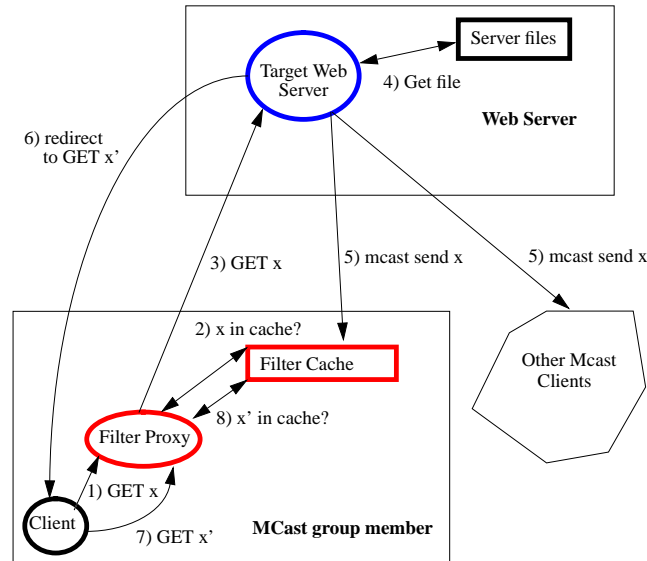 Server files
Target Web
Server
4) Get file
Web Server
6) redirect
to GET x’
3) GET x
5) mcast send x
5) mcast send x
2) x in cache?
Filter Cache
Other Mcast
Clients
8) x’ in cache?
Filter Proxy
1) GET x
Client
7) GET x’
MCast group member